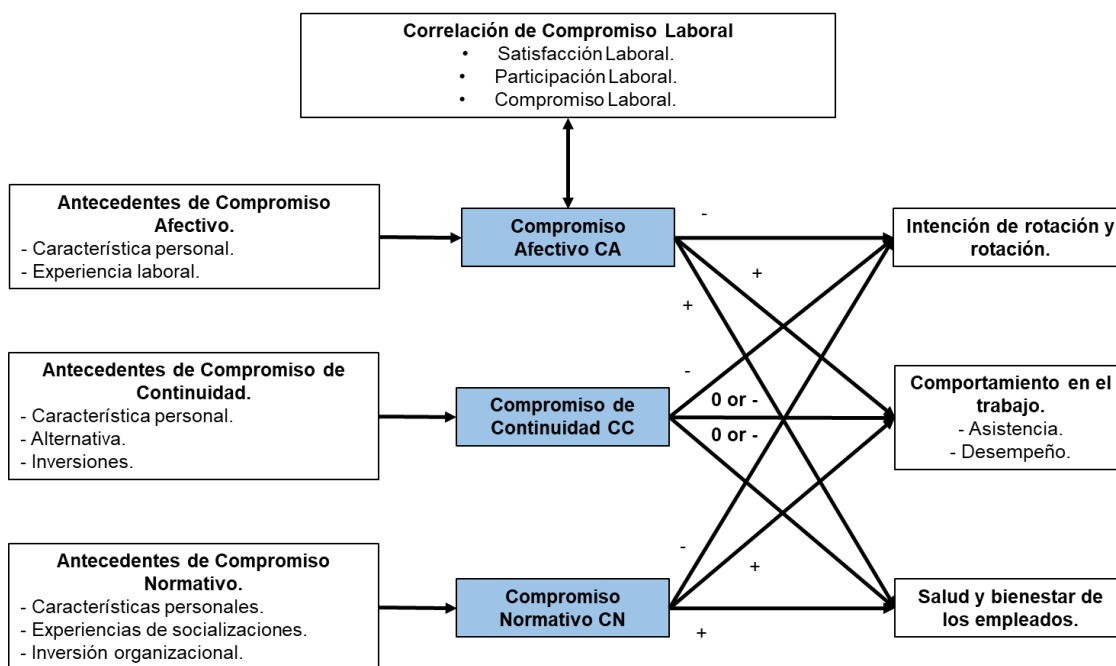 Correlación de Compromiso Laboral
• Satisfacción Laboral.
• Participación Laboral.
• Compromiso Laboral.
Antecedentes de Compromiso
Afectivo.
- Característica personal.
- Experiencia laboral.
Compromiso
Afectivo CA
-
+
+
Intención de rotación y
rotación.
Antecedentes de Compromiso de
Continuidad.
- Característica personal.
- Alternativa.
- Inversiones.
Compromiso de
Continuidad CC
-
0 or -
0 or -
Comportamiento en el
trabajo.
- Asistencia.
- Desempeño.
Antecedentes de Compromiso
Normativo.
- Características personales.
- Experiencias de socializaciones.
- Inversión organizacional.
Compromiso
Normativo CN
-
+
+
Salud y bienestar de
los empleados.